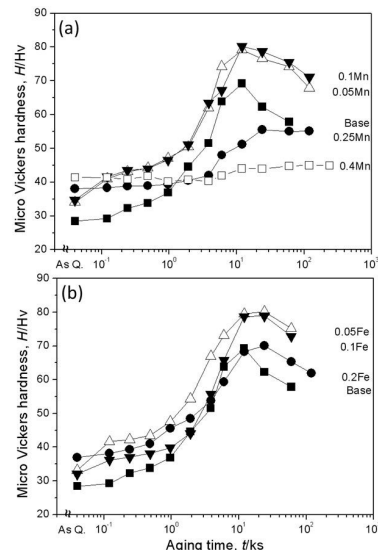 (a)
Micro Vickers hardness, H/Hv
90
80
70
60
50
40
30
20
0.1Mn
0.05Mn
Base
0.25Mn
0.4Mn
As Q. 10-1 100 101 102 103
(b)
Micro Vickers hardness, H/Hv
90
80
70
60
50
40
30
20
0.05Fe
0.1Fe
0.2Fe
Base
As Q. 10-1 100 101 102 103
Aging time, t/ks